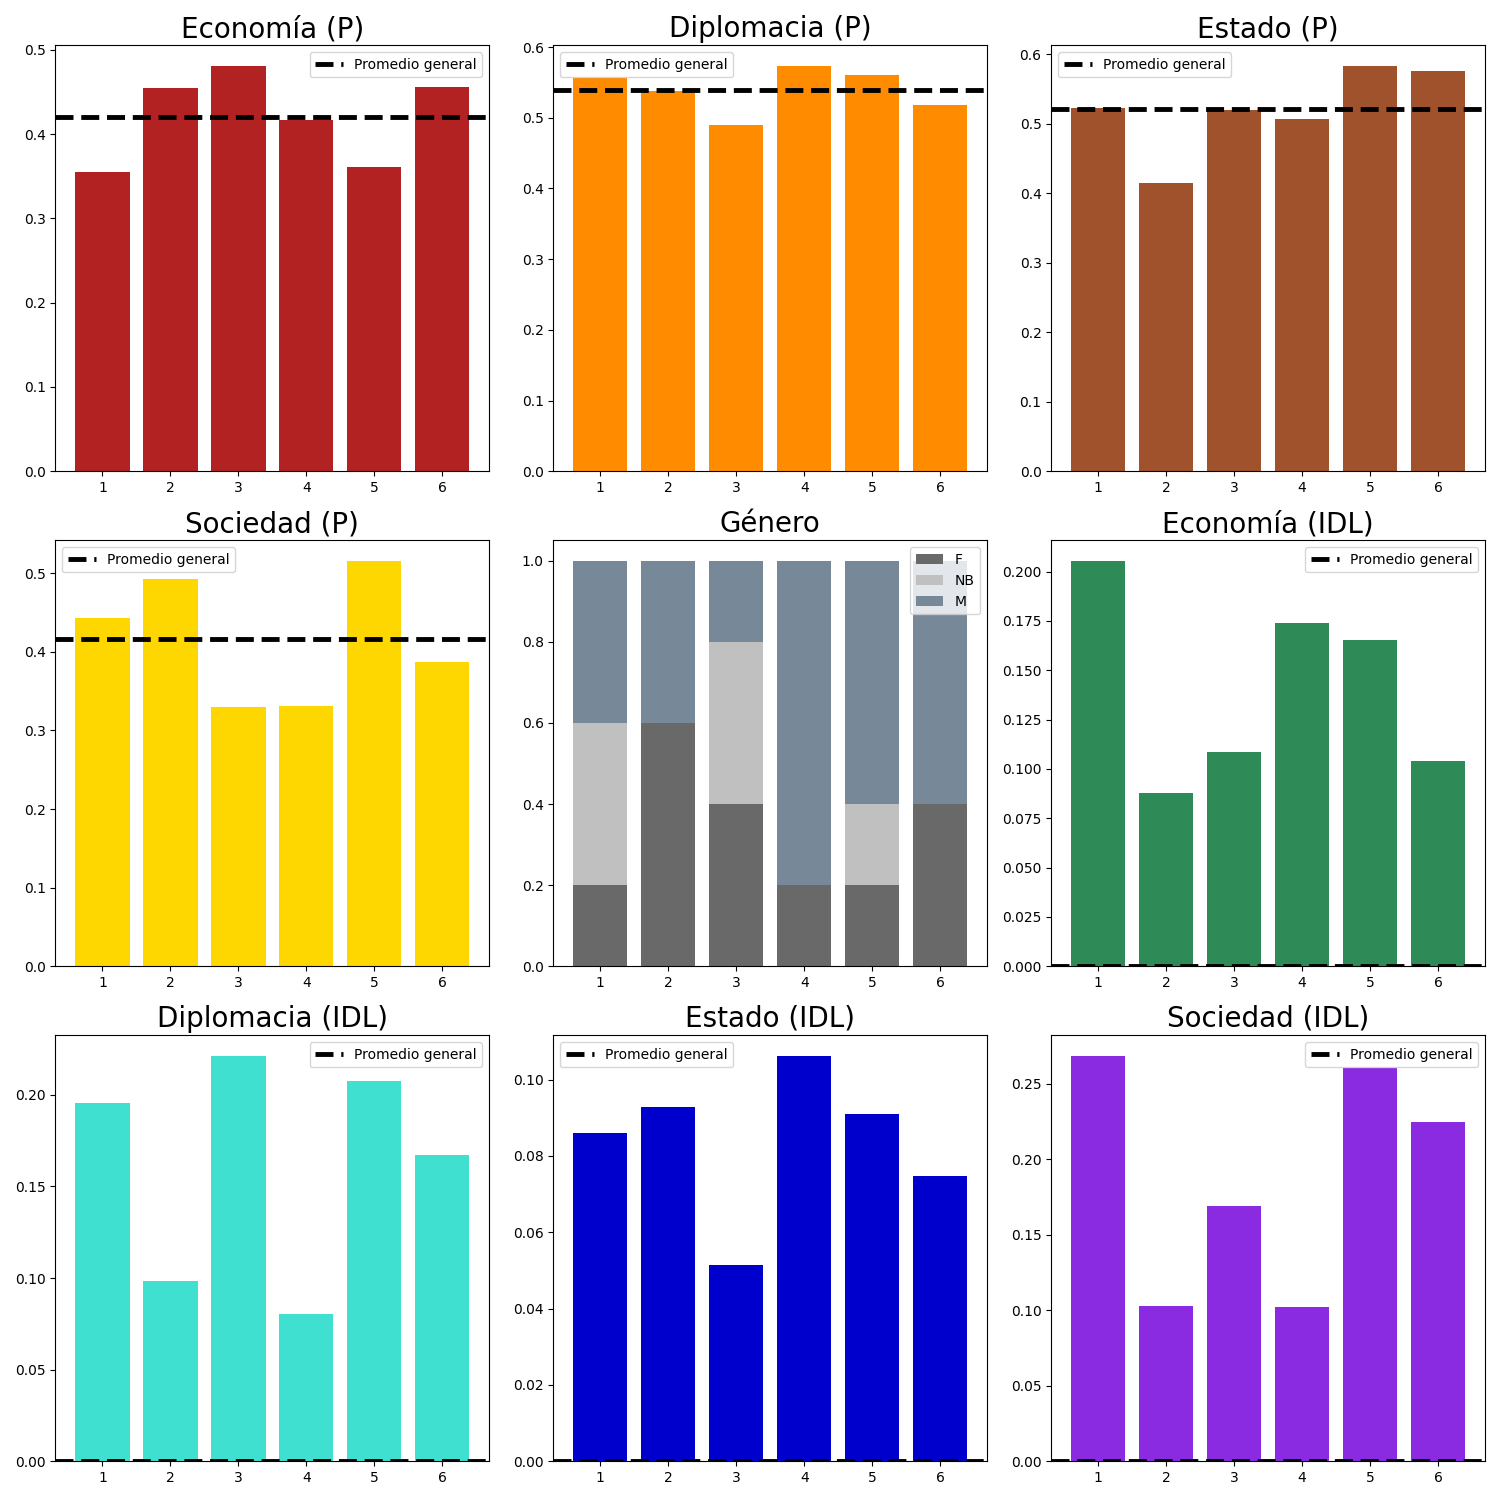 Economía (P)
Promedio general
0.5
0.4
0.3
0.2
0.1
0.0
1 2 3 4 5 6
Diplomacia (P)
Promedio general
0.6
0.5
0.4
0.3
0.2
0.1
0.0
1 2 3 4 5 6
Estado (P)
Promedio general
0.6
0.5
0.4
0.3
0.2
0.1
0.0
1 2 3 4 5 6
Sociedad (P)
Promedio general
0.5
0.4
0.3
0.2
0.1
0.0
1 2 3 4 5 6
Género
F
NB
M
1.0
0.8
0.6
0.4
0.2
0.0
1 2 3 4 5 6
Economía (IDL)
Promedio general
0.200
0.175
0.150
0.125
0.100
0.075
0.050
0.025
0.000
1 2 3 4 5 6
Diplomacia (IDL)
Promedio general
0.20
0.15
0.10
0.05
0.00
1 2 3 4 5 6
Estado (IDL)
Promedio general
0.10
0.08
0.06
0.04
0.02
0.00
1 2 3 4 5 6
Sociedad (IDL)
Promedio general
0.25
0.20
0.15
0.10
0.05
0.00
1 2 3 4 5 6